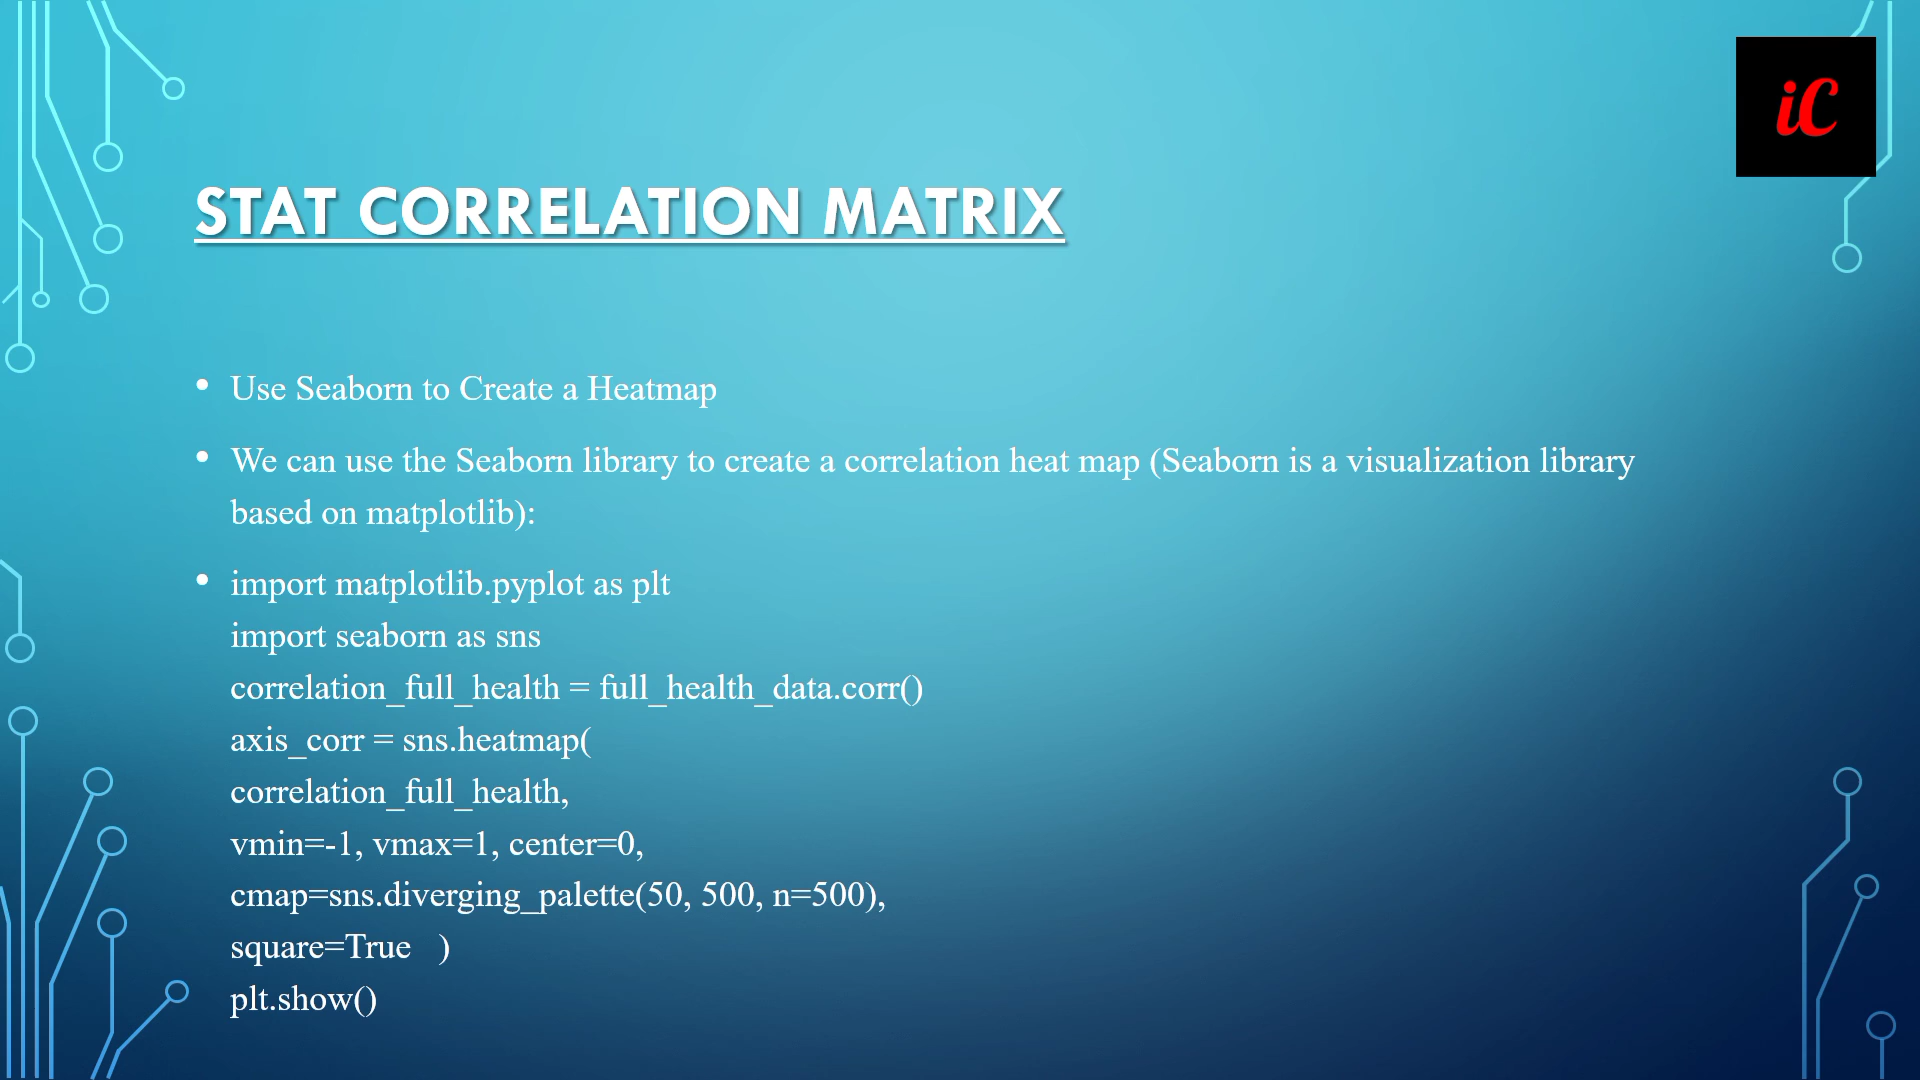 iC
STAT CORRELATION MATRIX
• Use Seaborn to Create a Heatmap
• We can use the Seaborn library to create a correlation heat map (Seaborn is a visualization library
based on matplotlib):
• import matplotlib.pyplot as plt
import seaborn as sns
correlation_full_health = full_health_data.corr()
axis_corr = sns.heatmap(
correlation_full_health,
vmin=-1, vmax=1, center=0,
cmap=sns.diverging_palette(50, 500, n=500),
square=True   )
plt.show()